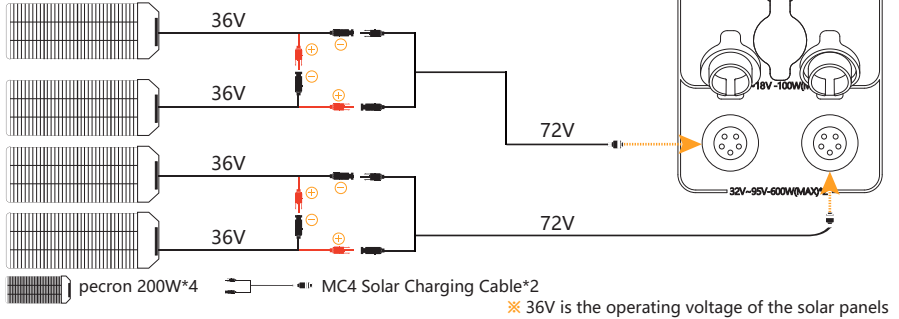 36V
36V
~18V -100W(M
72V
36V
32V~95V-600W(MAX)*
36V
72V
pecron 200W*4
MC4 Solar Charging Cable*2
※ 36V is the operating voltage of the solar panels